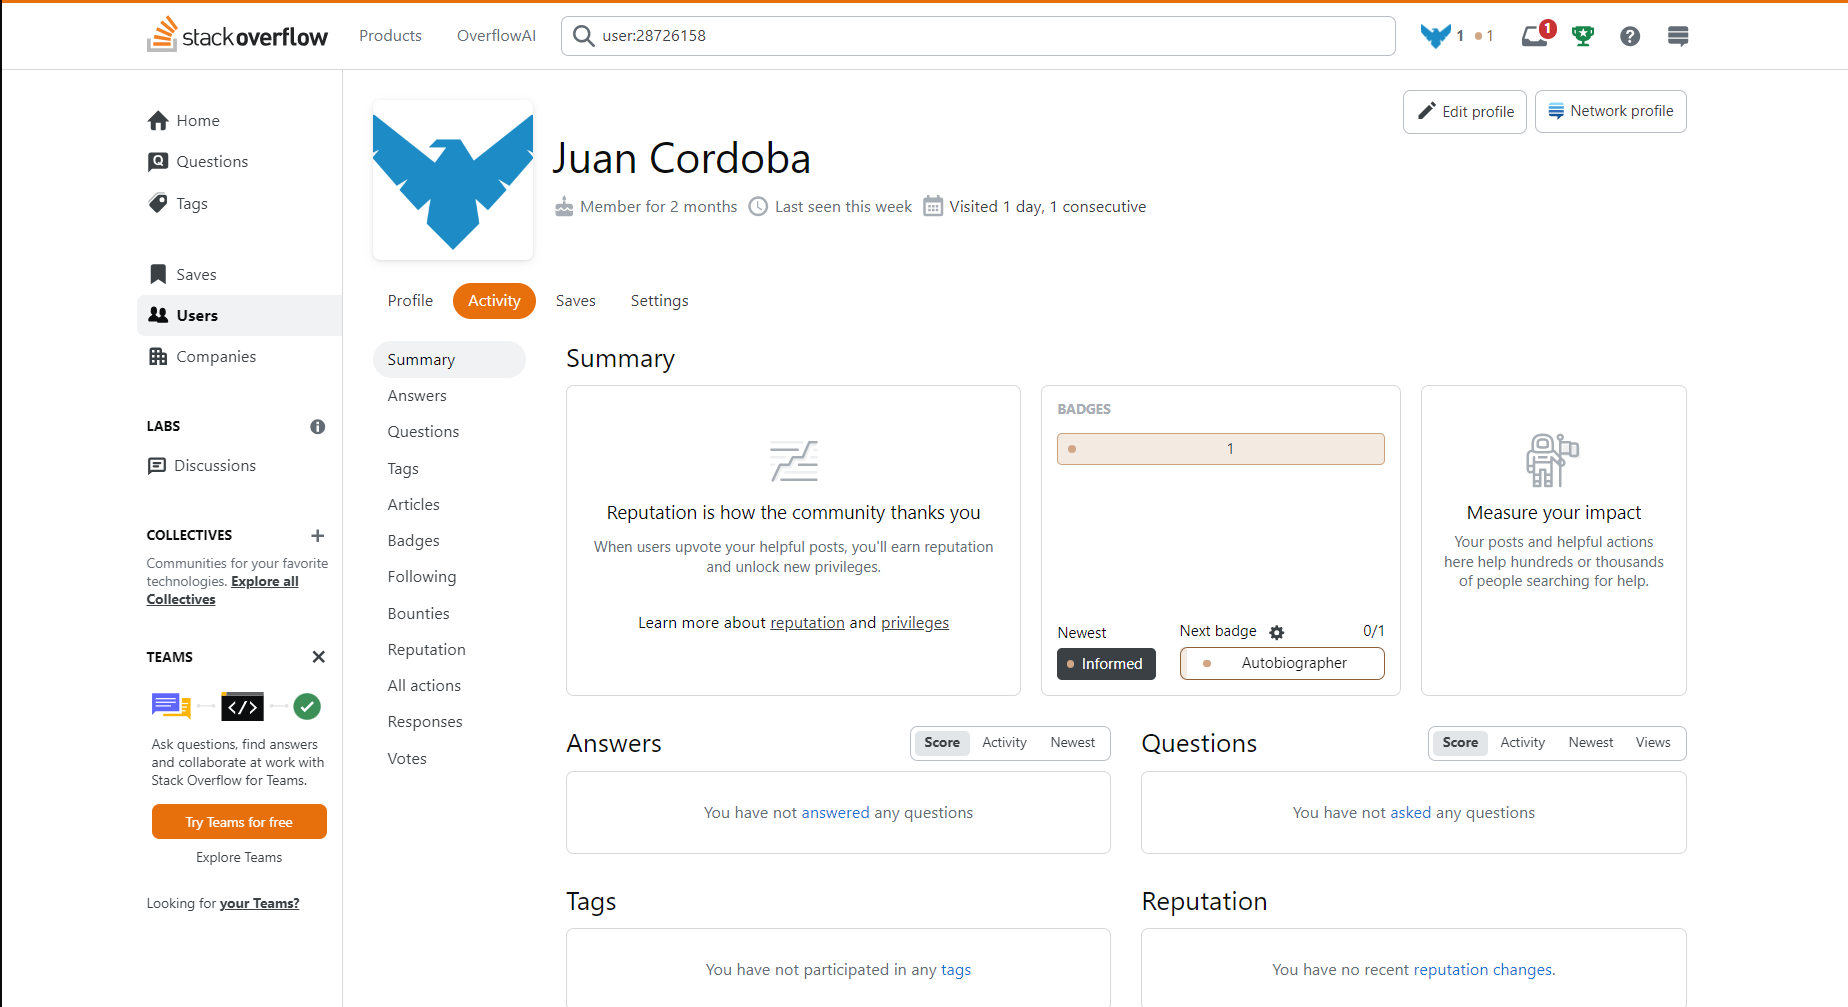 stack overflow
Products
OverflowAI
user:28726158
1
1
1
Home
Questions
Tags
Saves
Users
Companies
LABS
Discussions
COLLECTIVES
Communities for your favorite
technologies. Explore all
Collectives
TEAMS
</>
Ask questions, find answers
and collaborate at work with
Stack Overflow for Teams.
Try Teams for free
Explore Teams
Looking for your Teams?
Edit profile
Network profile
Juan Cordoba
Member for 2 months
Last seen this week
Visited 1 day, 1 consecutive
Profile
Activity
Saves
Settings
Summary
Answers
Questions
Tags
Articles
Badges
Following
Bounties
Reputation
All actions
Responses
Votes
Summary
Reputation is how the community thanks you
When users upvote your helpful posts, you'll earn reputation
and unlock new privileges.
Learn more about reputation and privileges
BADGES
1
Newest
Informed
Next badge
0/1
Autobiographer
Measure your impact
Your posts and helpful actions
here help hundreds or thousands
of people searching for help.
Answers
Score
Activity
Newest
You have not answered any questions
Questions
Score
Activity
Newest
Views
You have not asked any questions
Tags
You have not participated in any tags
Reputation
You have no recent reputation changes.